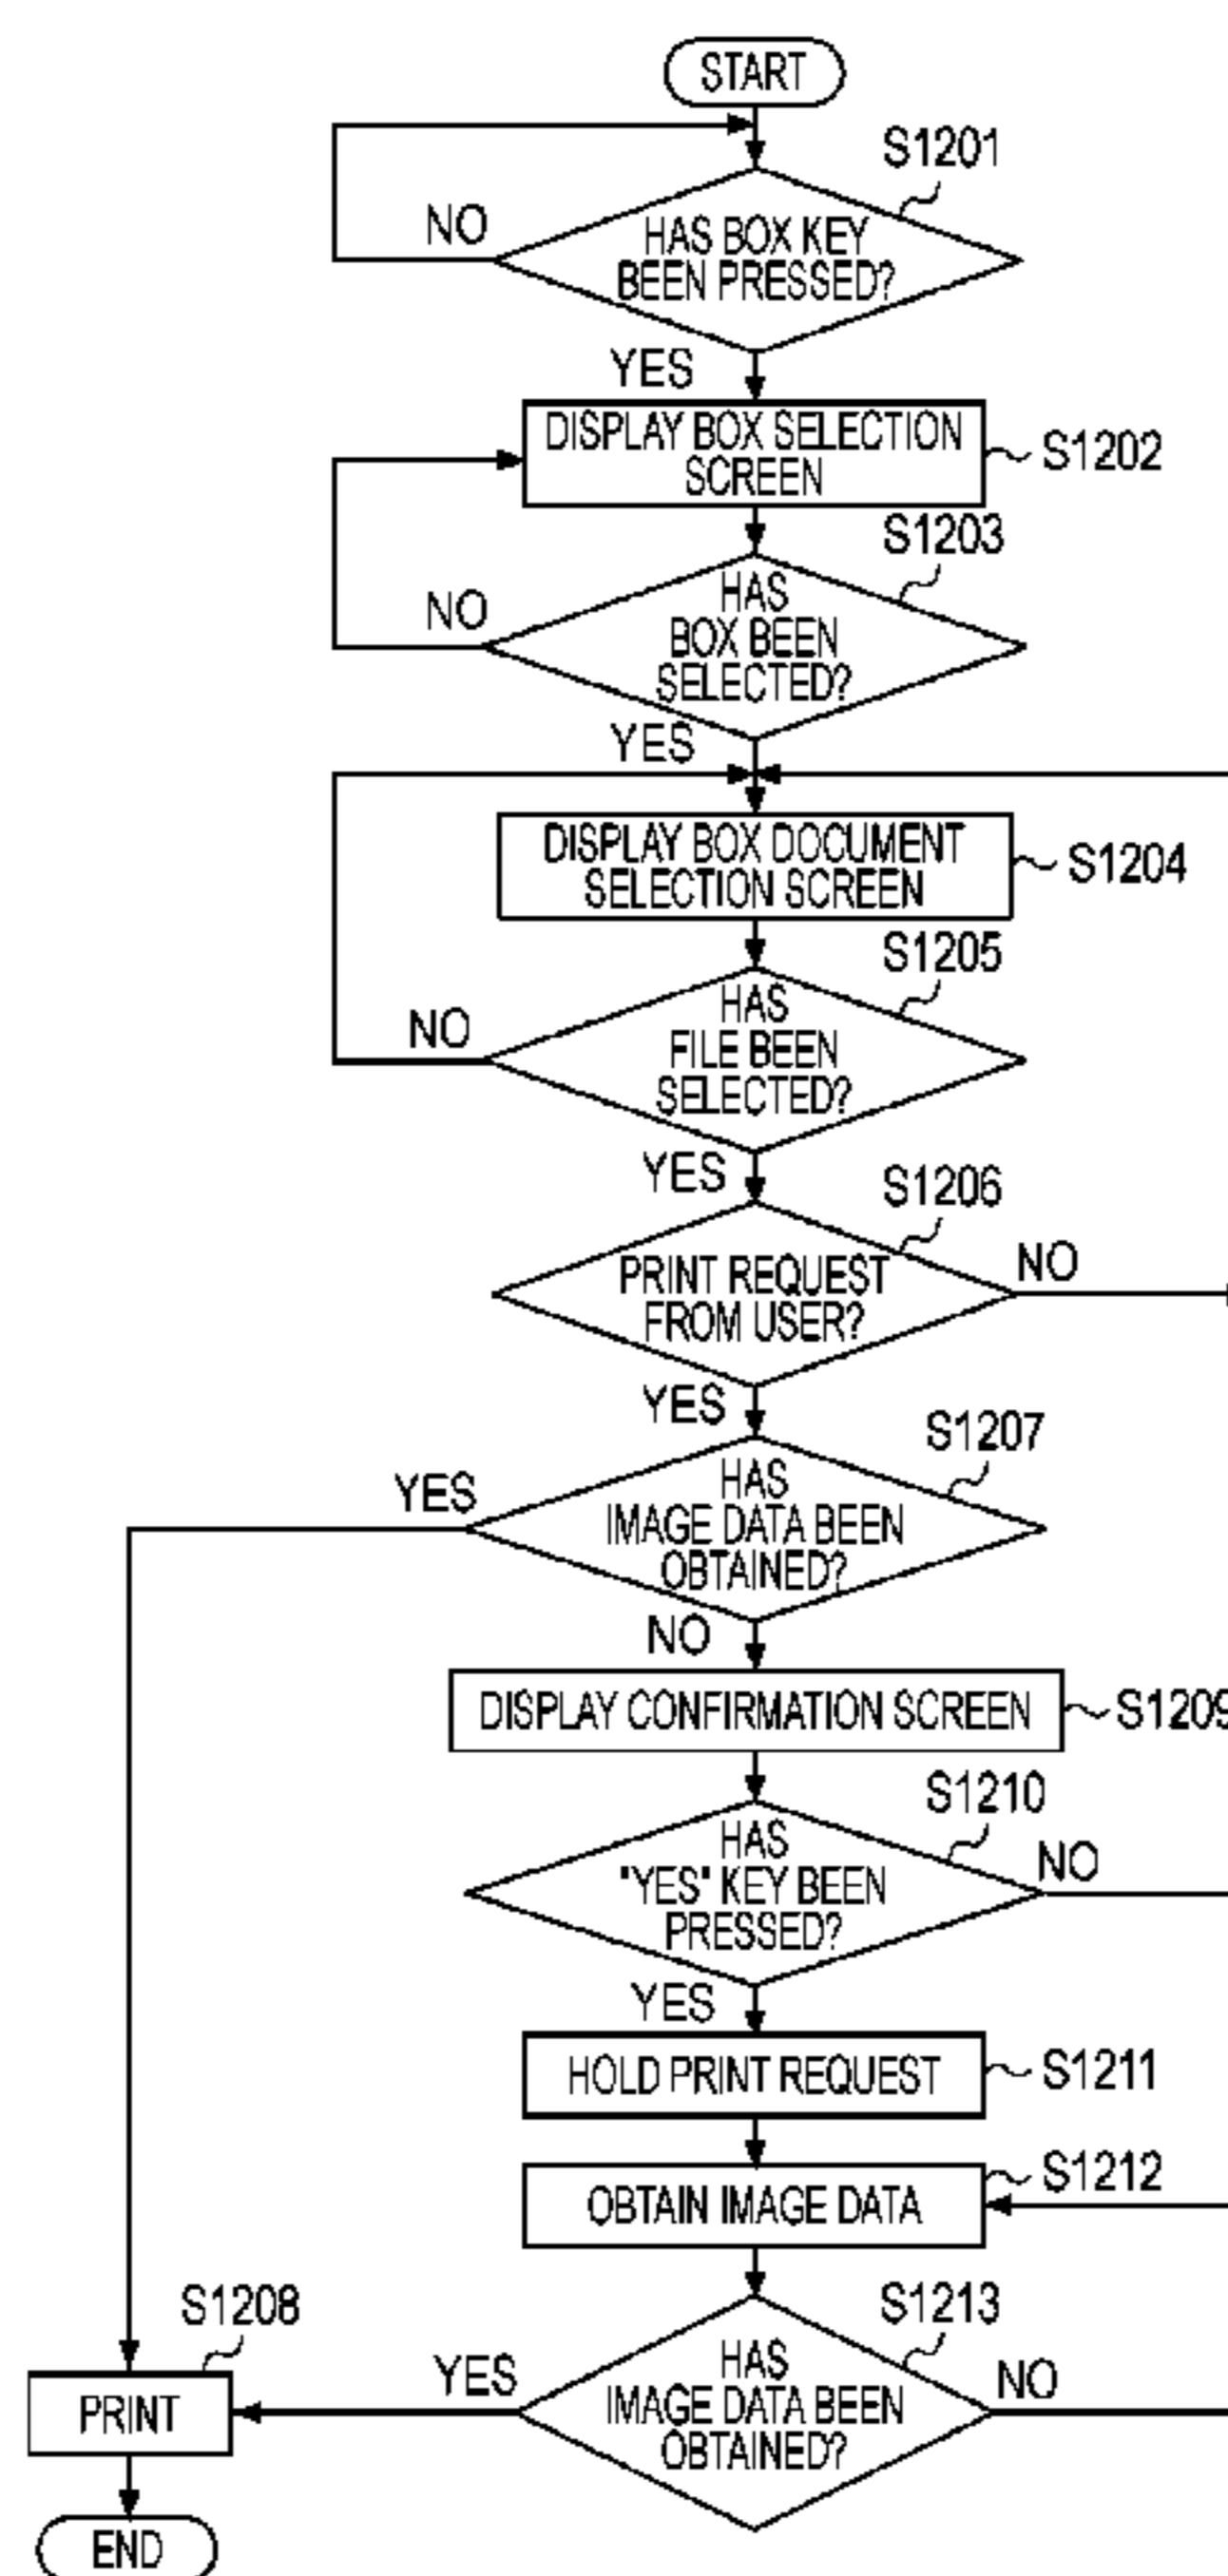 START
S1201
NO
HAS BOX KEY
BEEN PRESSED?
YES
DISPLAY BOX SELECTION
SCREEN
S1202
S1203
NO
HAS
BOX BEEN
SELECTED?
YES
DISPLAY BOX DOCUMENT
SELECTION SCREEN
S1204
S1205
NO
HAS
FILE BEEN
SELECTED?
YES
S1206
PRINT REQUEST
FROM USER?
NO
YES
S1207
YES
HAS
IMAGE DATA BEEN
OBTAINED?
NO
DISPLAY CONFIRMATION SCREEN
S1209
S1210
HAS
"YES" KEY BEEN
PRESSED?
NO
YES
HOLD PRINT REQUEST
S1211
OBTAIN IMAGE DATA
S1212
S1208
S1213
PRINT
YES
HAS
IMAGE DATA BEEN
OBTAINED?
NO
END